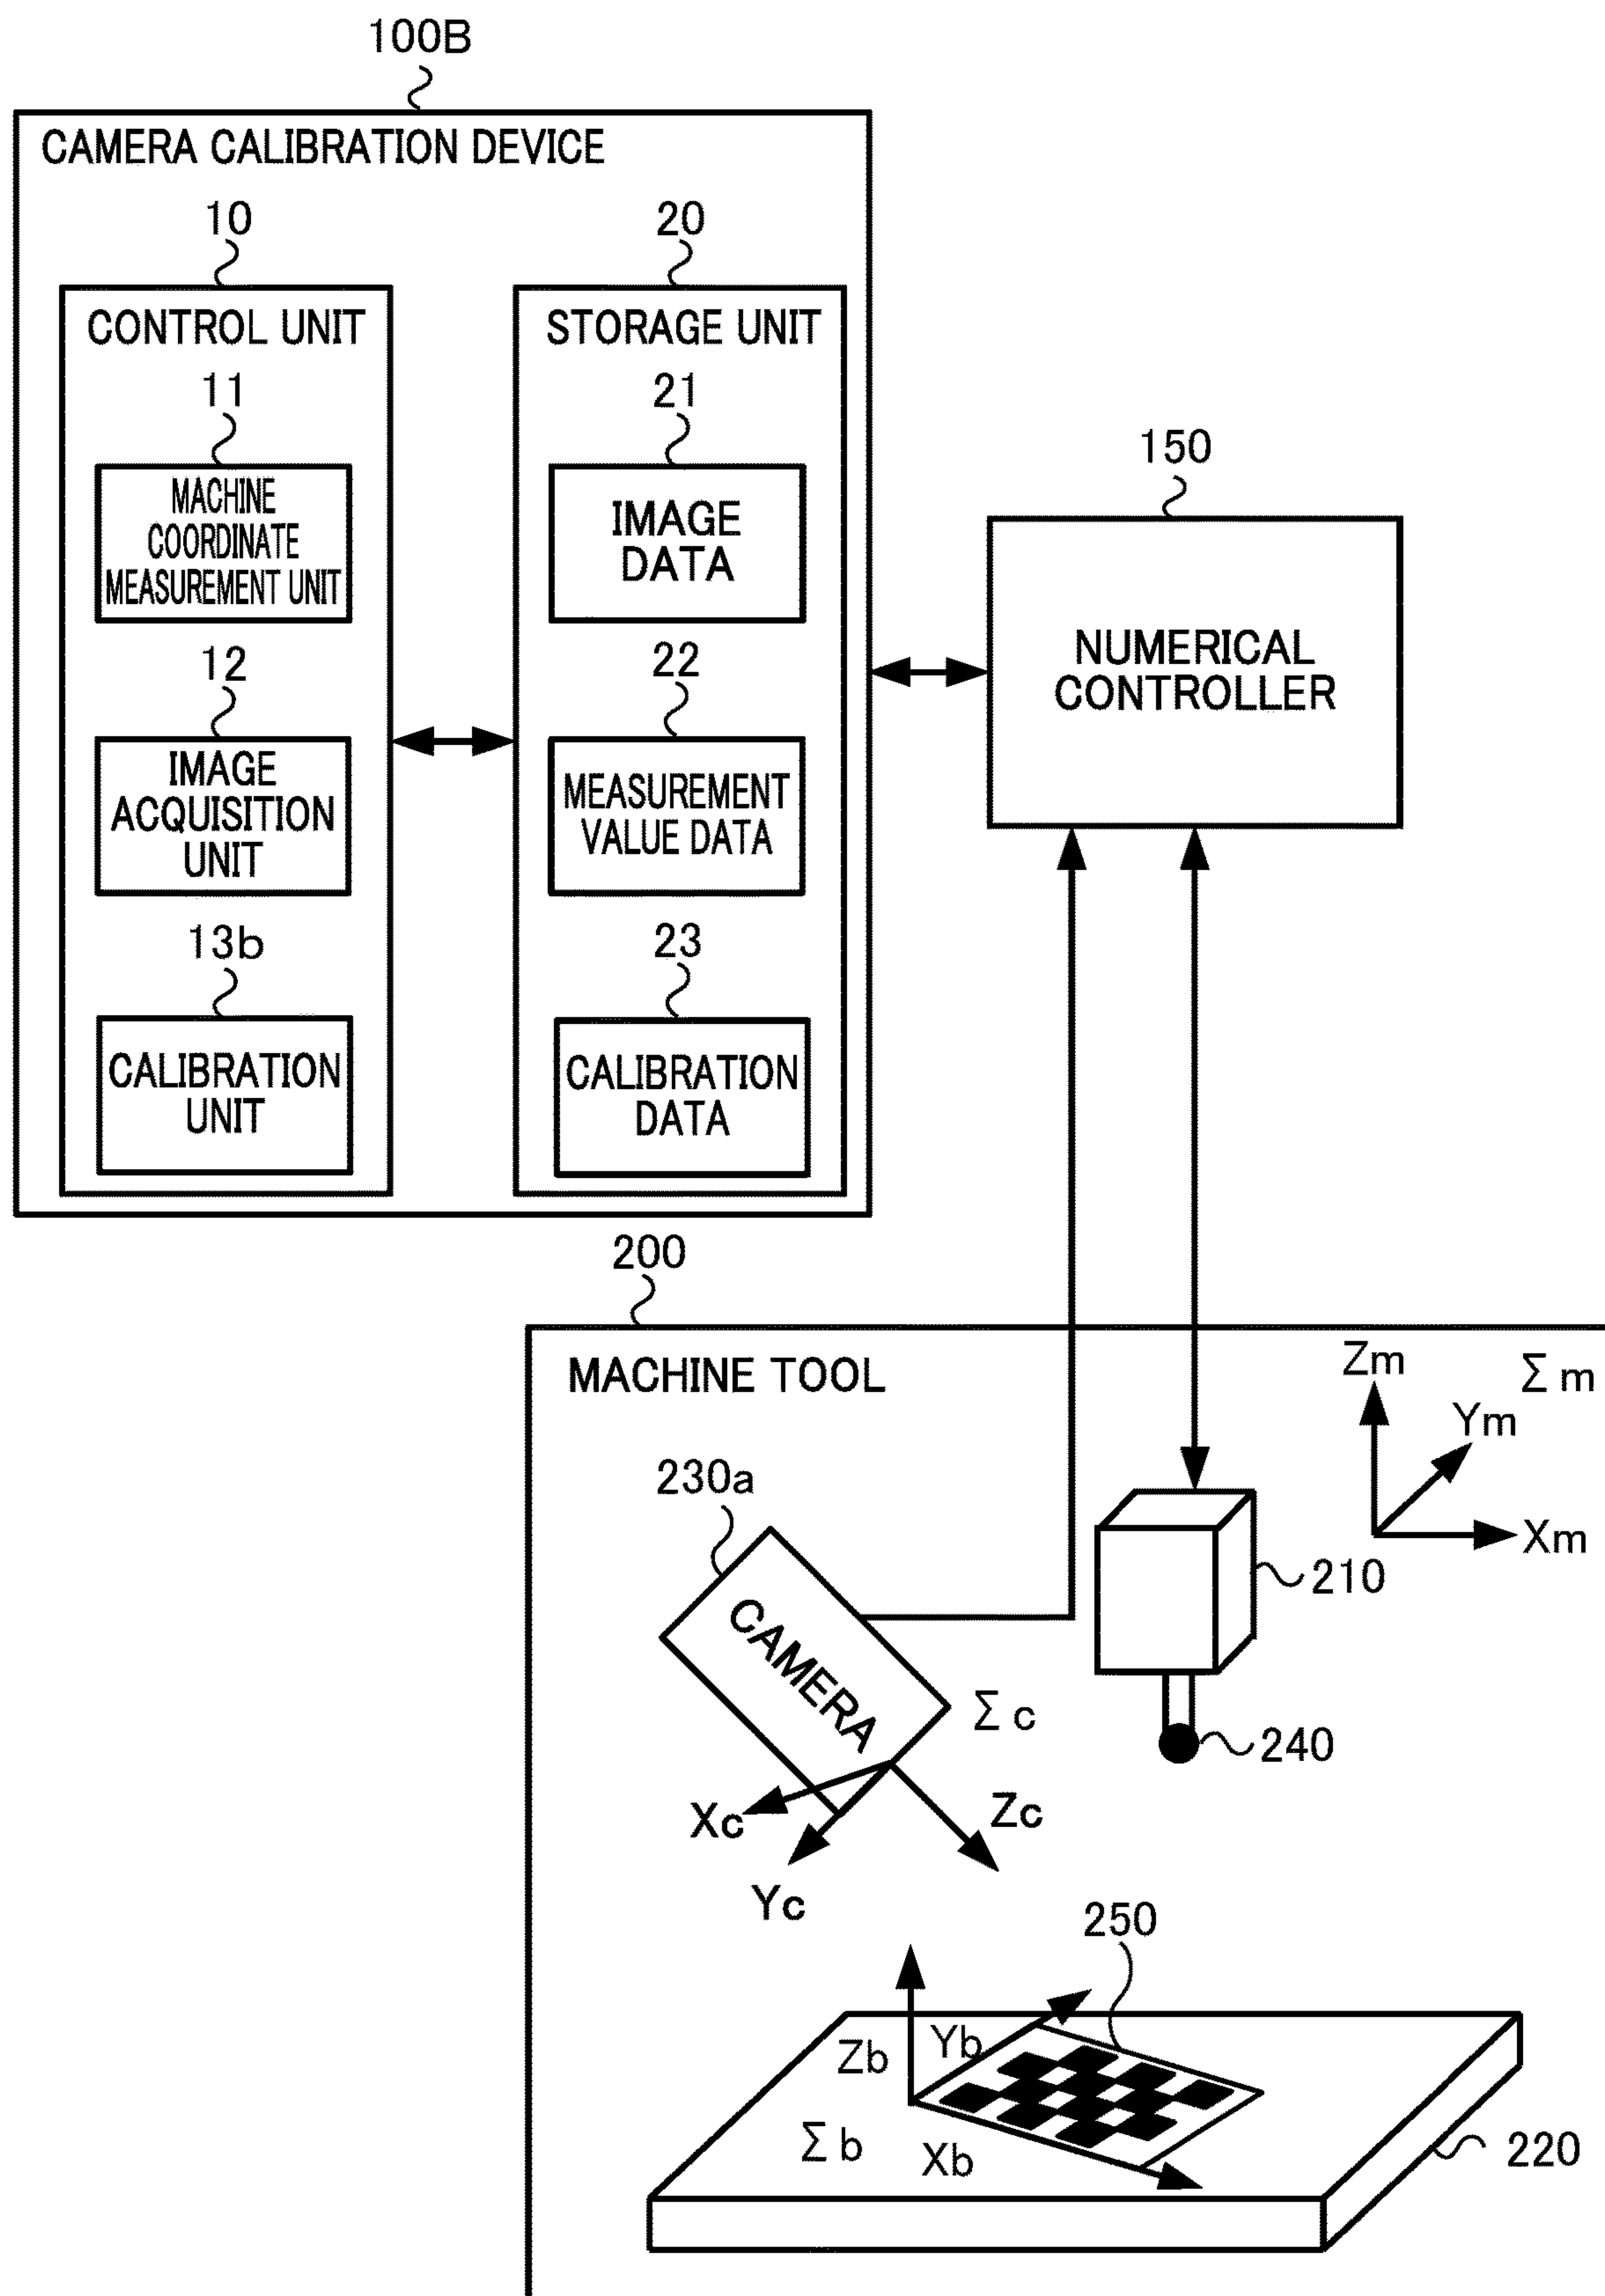 100B
CAMERA CALIBRATION DEVICE
10
20
CONTROL UNIT
STORAGE UNIT
11
21
MACHINE
COORDINATE
MEASUREMENT UNIT
IMAGE
DATA
150
NUMERICAL
CONTROLLER
12
22
IMAGE
ACQUISITION
UNIT
MEASUREMENT
VALUE DATA
13b
23
CALIBRATION
UNIT
CALIBRATION
DATA
200
MACHINE TOOL
Zm
Σm
Ym
Xm
230a
CAMERA
210
Σc
240
Xc
Zc
Yc
250
Zb
Yb
Σb
Xb
220